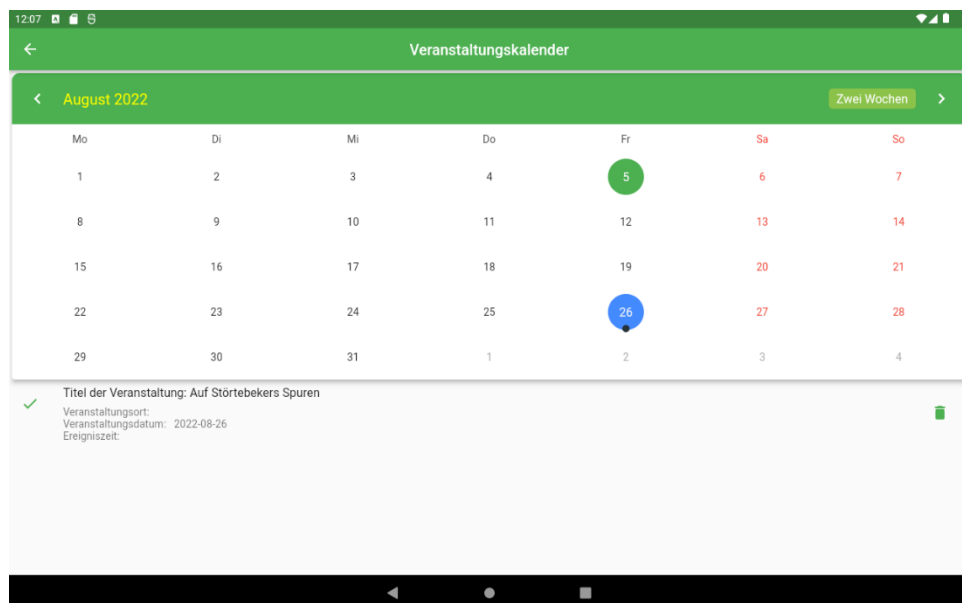 12:07
Veranstaltungskalender
August 2022 Zwei Wochen
Mo Di Mi Do Fr Sa So
1 2 3 4 5 6 7
8 9 10 11 12 13 14
15 16 17 18 19 20 21
22 23 24 25 26 27 28
29 30 31 1 2 3 4
Titel der Veranstaltung: Auf Störtebekers Spuren
Veranstaltungsort:
Veranstaltungsdatum: 2022-08-26
Ereigniszeit: